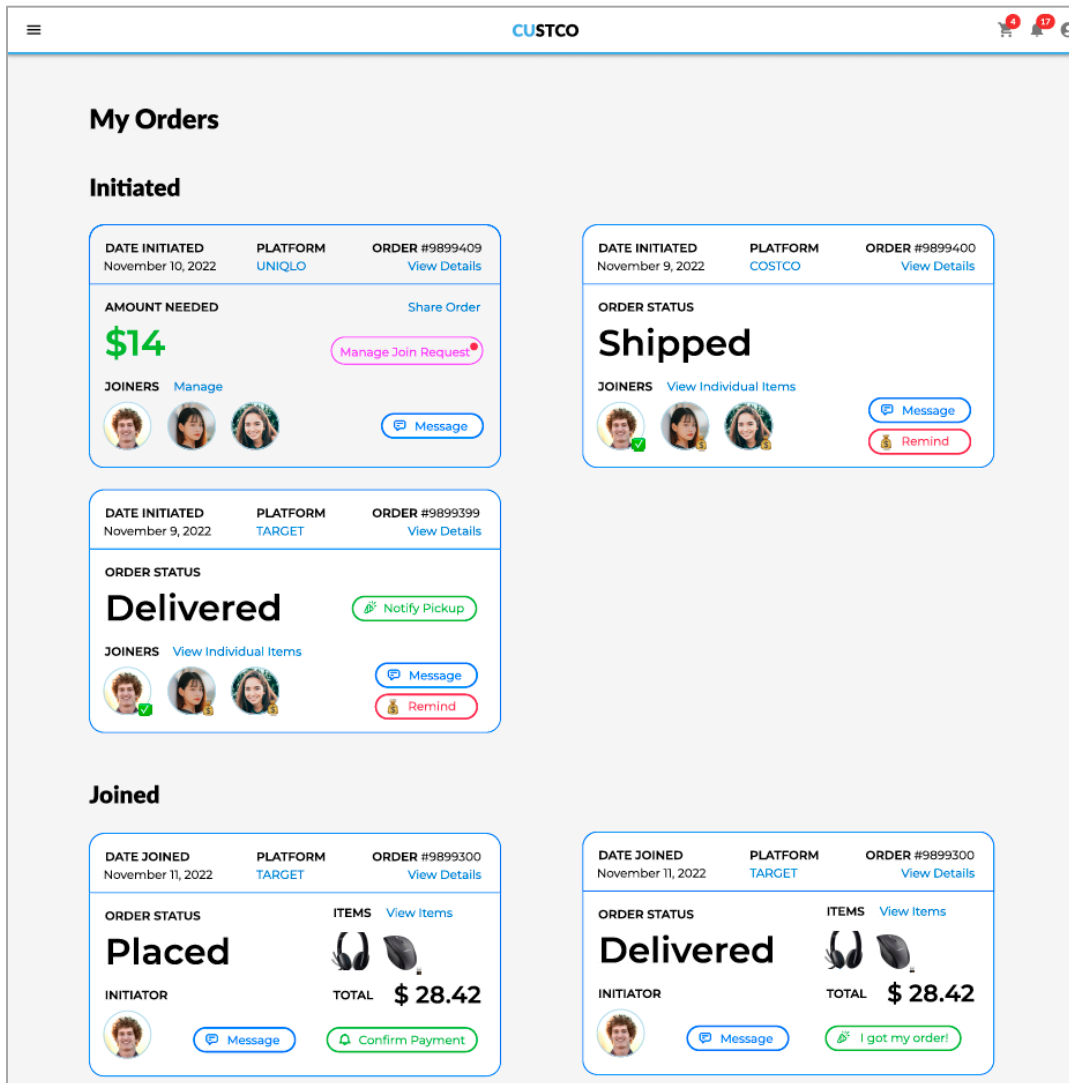 CUSTCO
4
17
My Orders
Initiated
DATE INITIATED PLATFORM ORDER #9899409
November 10, 2022 UNIQLO View Details
AMOUNT NEEDED Share Order
$14
Manage Join Request
JOINERS Manage
Message
DATE INITIATED PLATFORM ORDER #9899400
November 9, 2022 COSTCO View Details
ORDER STATUS
Shipped
JOINERS View Individual Items
Message
Remind
DATE INITIATED PLATFORM ORDER #9899399
November 9, 2022 TARGET View Details
ORDER STATUS
Delivered
Notify Pickup
JOINERS View Individual Items
Message
Remind
Joined
DATE JOINED PLATFORM ORDER #9899300
November 11, 2022 TARGET View Details
ORDER STATUS ITEMS View Items
Placed
INITIATOR TOTAL $ 28.42
Message Confirm Payment
DATE JOINED PLATFORM ORDER #9899300
November 11, 2022 TARGET View Details
ORDER STATUS ITEMS View Items
Delivered
INITIATOR TOTAL $ 28.42
Message I got my order!